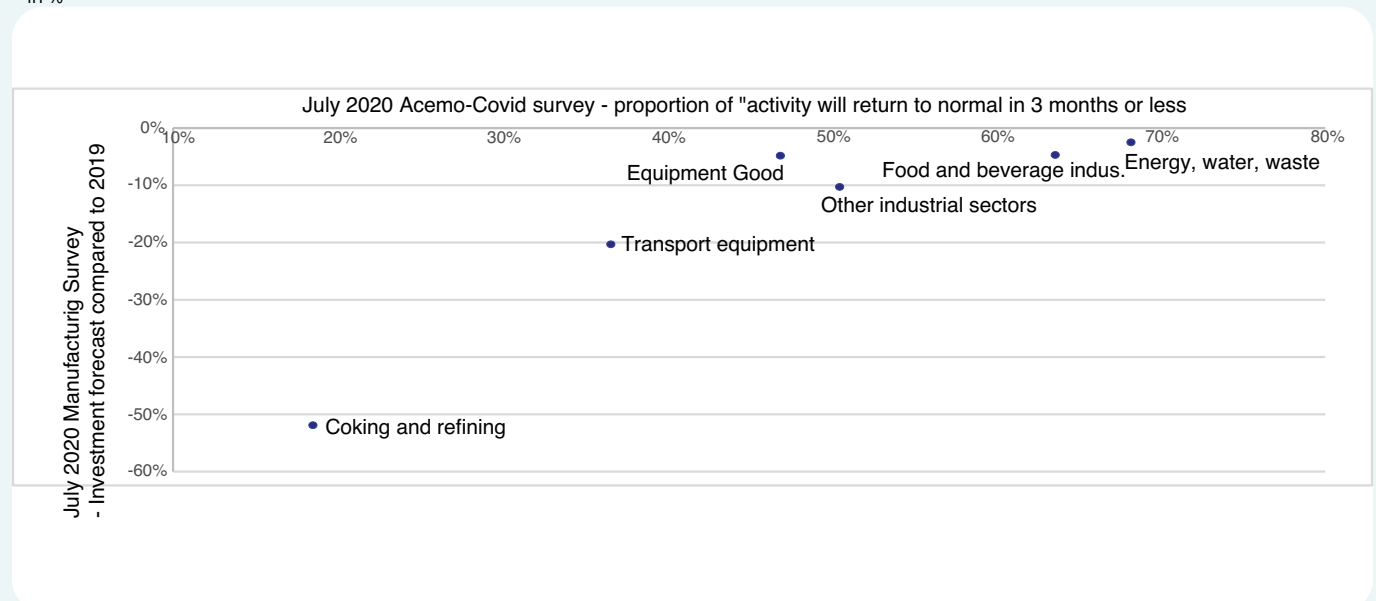 in %
July 2020 Acemo-Covid survey - proportion of "activity will return to normal in 3 months or less
0%
10%
20%
30%
40%
50%
60%
70%
80%
Equipment Good
Food and beverage indus.
Energy, water, waste
-10%
Other industrial sectors
-20%
Transport equipment
-30%
-40%
-50%
Coking and refining
-60%
July 2020 Manufacturig Survey
- Investment forecast compared to 2019